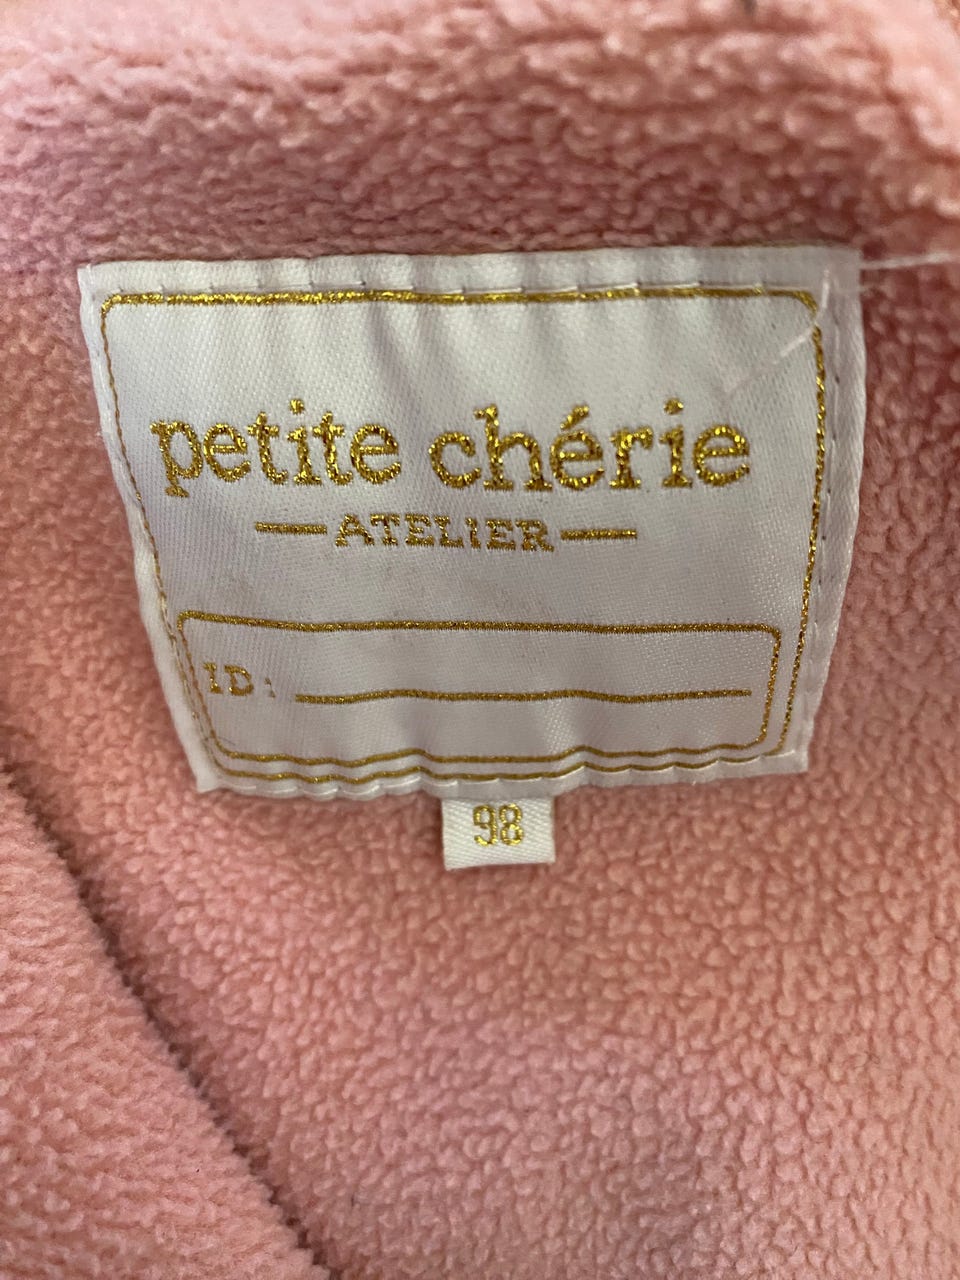 petite chérie
ATELIER
ID:
98